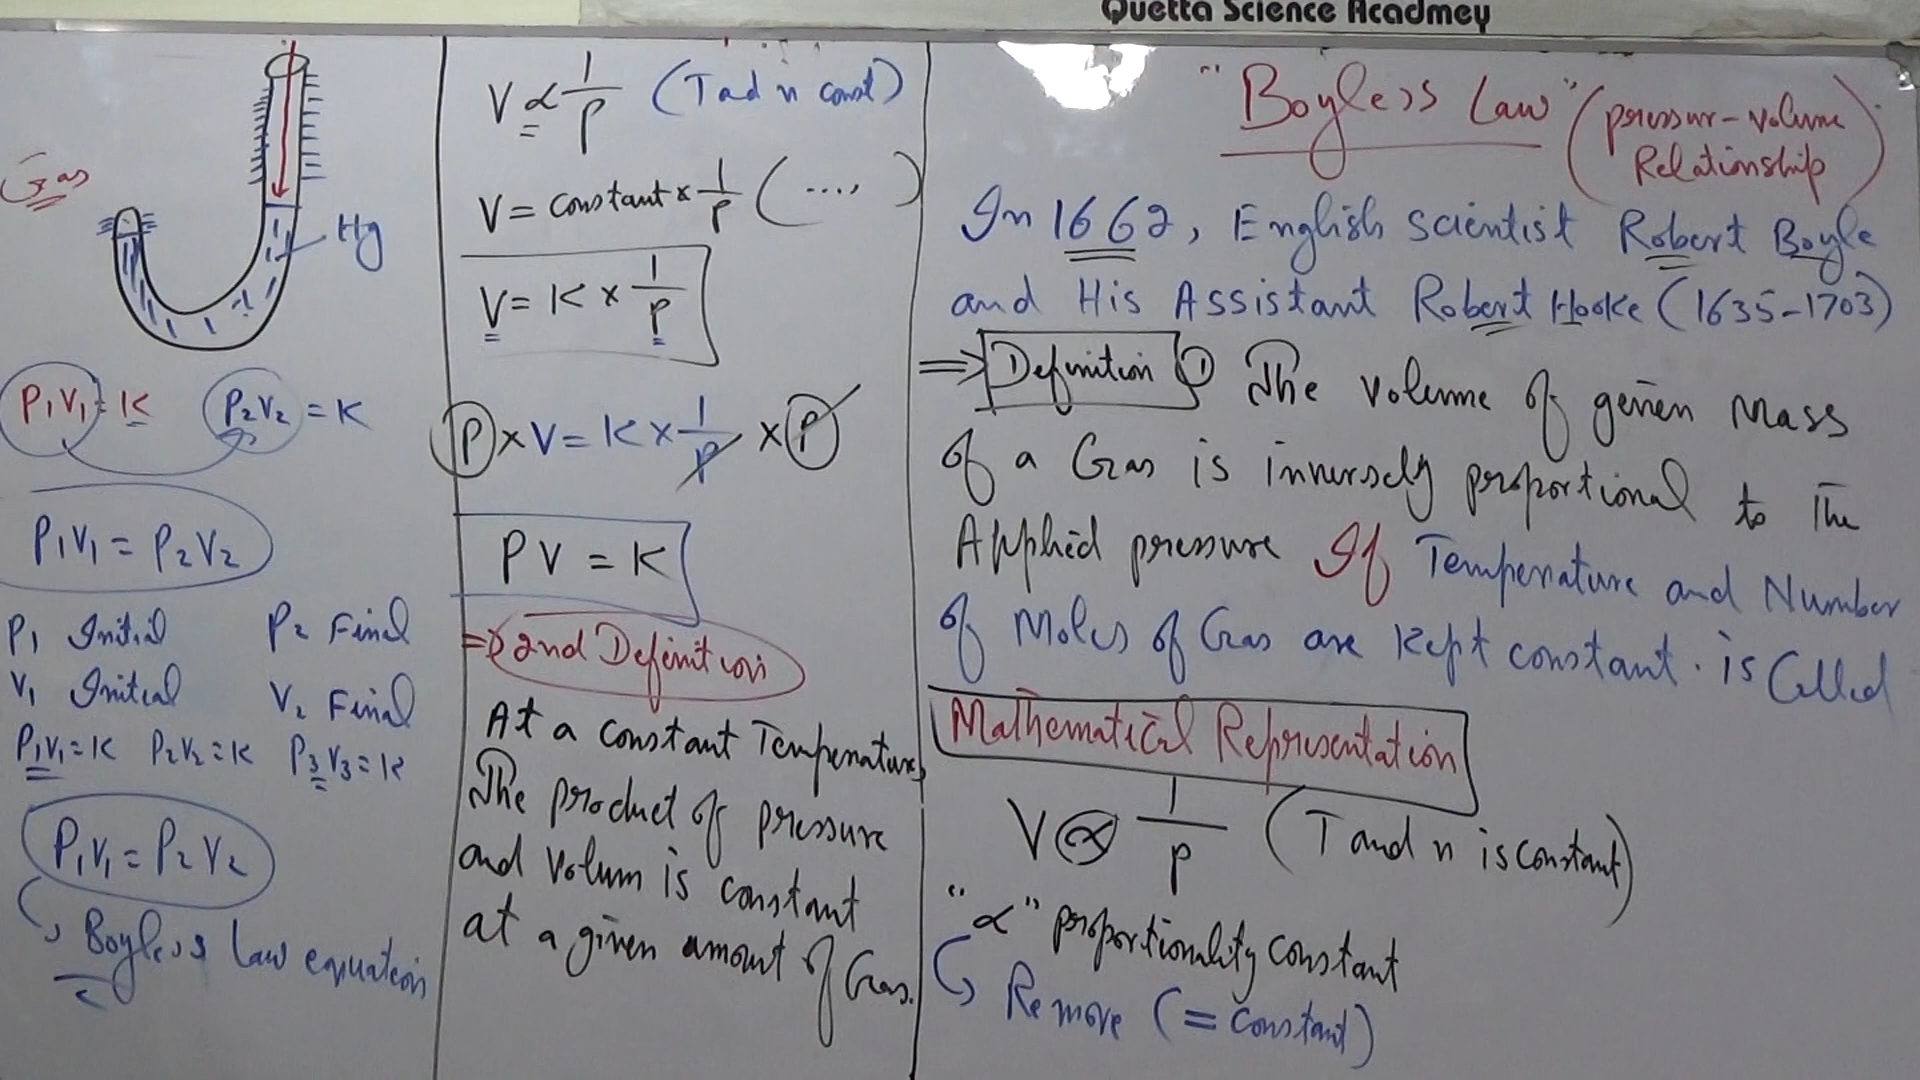 Quetta Science Acadmey
"Boyless Law" (pressur-volume Relationship)
In 1662, English scientist Robert Boyle
and His Assistant Robert Hooke (1635-1703)
⇒ Definition ① The volume of given Mass
of a Gas is inversely proportional to The
Applied pressure If Temperature and Number
of Moles of Gas are Kept constant. is Called
Mathematical Representation
V ∝ 1/P (T and n is constant)
"∝" proportionality constant
Remove (= constant)
V ∝ 1/P (T ad n const)
V = constant × 1/P (....)
V = K × 1/P
P × V = K × 1/P × P
PV = K
⇒ 2nd Definition
At a constant Temperature,
The product of pressure
and volum is constant
at a given amount of Gas.
Gas
Hg
P₁V₁ = K P₂V₂ = K
P₁V₁ = P₂V₂
P₁ Initial P₂ Final
V₁ Initial V₂ Final
P₁V₁ = K P₂V₂ = K P₃V₃ = K
P₁V₁ = P₂V₂
Boyless Law equation